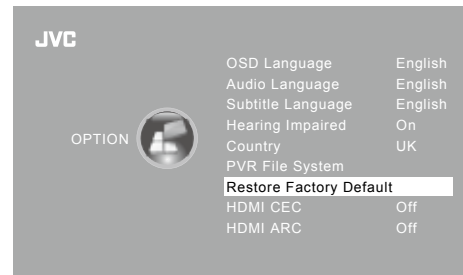 JVC
OPTION
OSD Language English
Audio Language English
Subtitle Language English
Hearing Impaired On
Country UK
PVR File System
Restore Factory Default
HDMI CEC Off
HDMI ARC Off